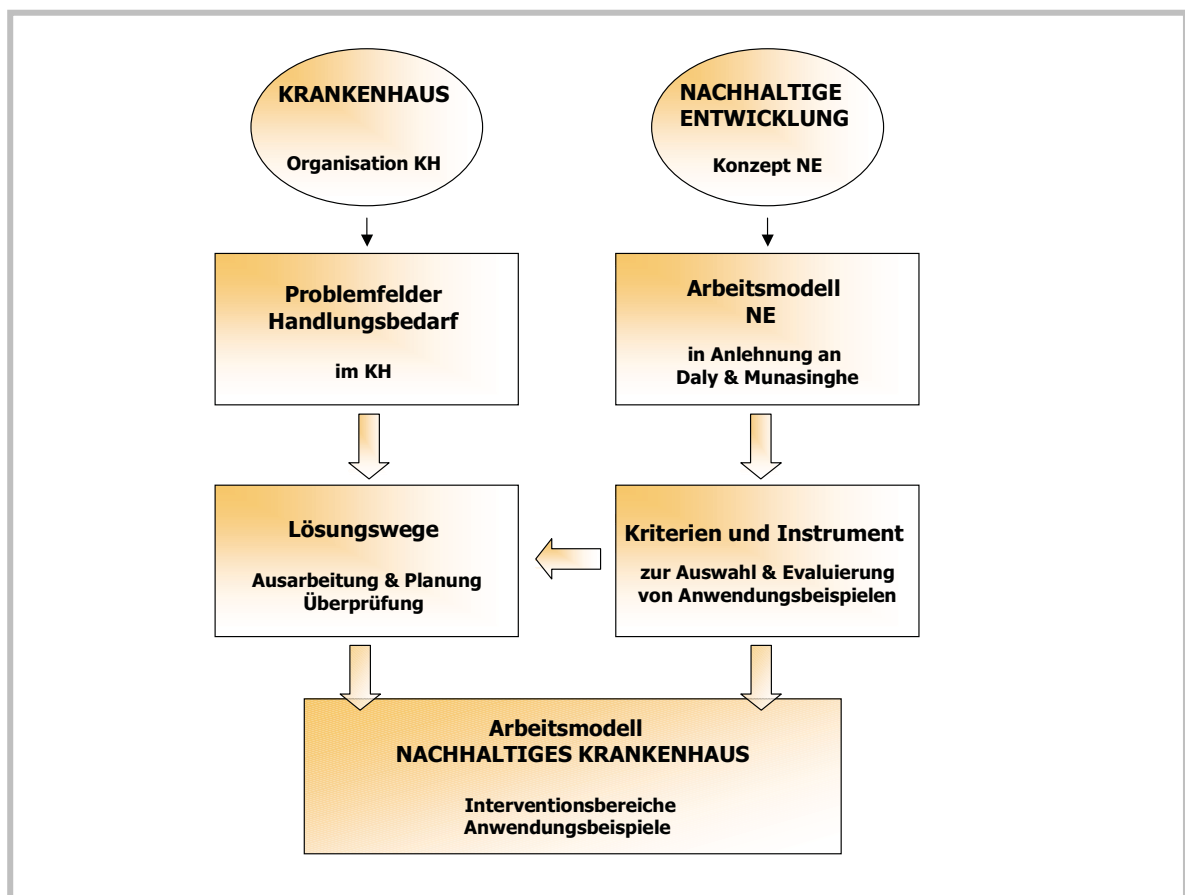 KRANKENHAUS
Organisation KH
NACHHALTIGE
ENTWICKLUNG
Konzept NE
Problemfelder
Handlungsbedarf
im KH
Arbeitsmodell
NE
in Anlehnung an
Daly & Munasinghe
Lösungswege
Ausarbeitung & Planung
Überprüfung
Kriterien und Instrument
zur Auswahl & Evaluierung
von Anwendungsbeispielen
Arbeitsmodell
NACHHALTIGES KRANKENHAUS
Interventionsbereiche
Anwendungsbeispiele